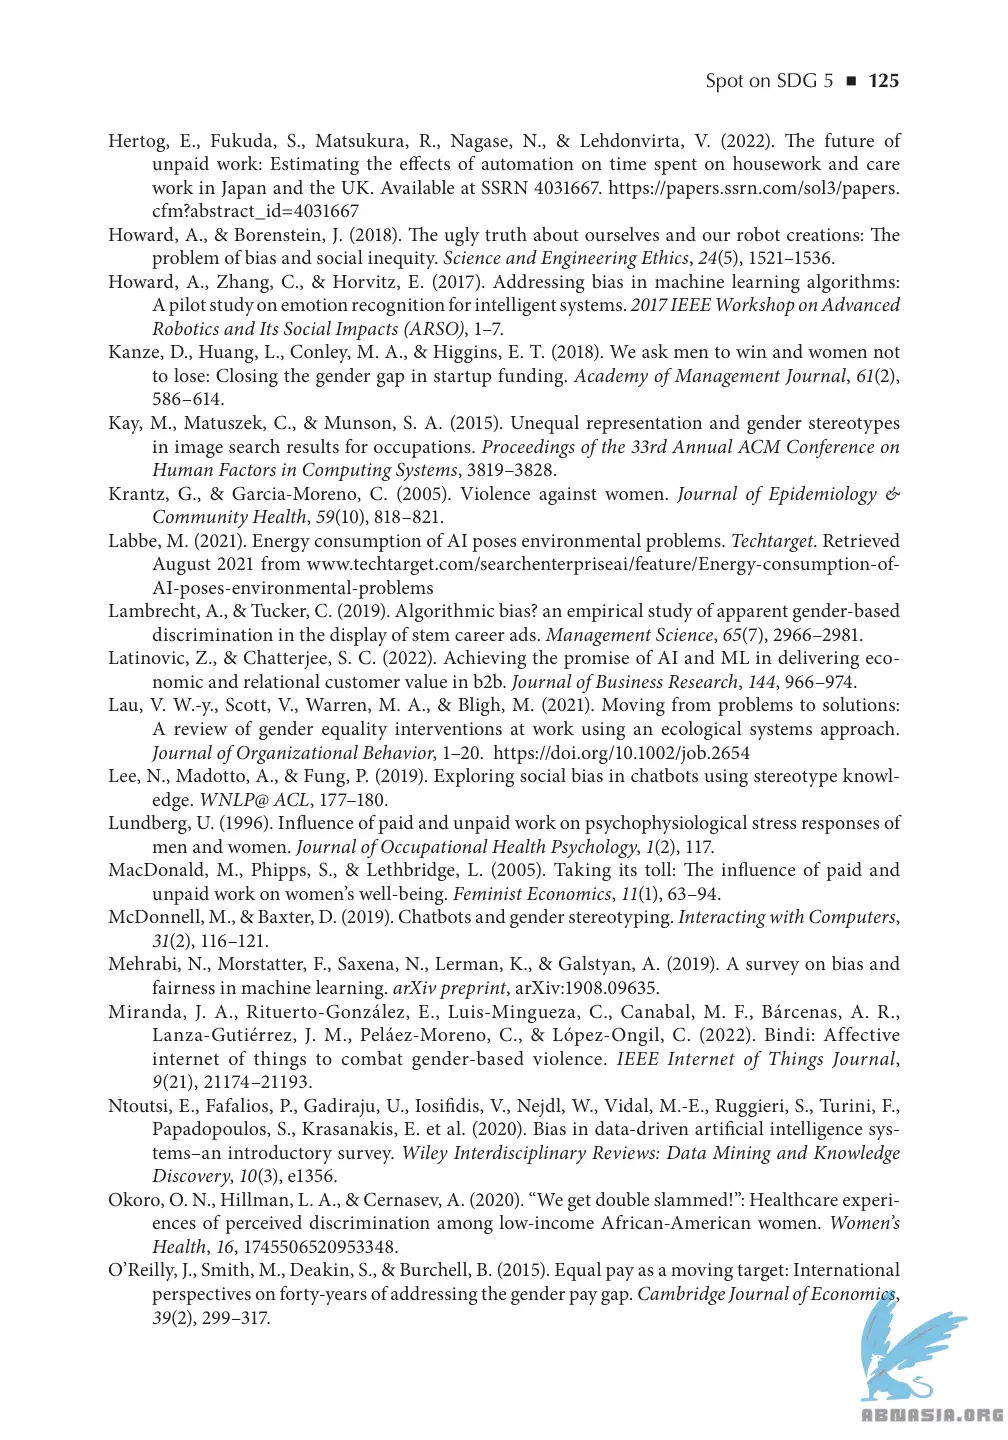 Spot on SDG 5 ■ 125
Hertog, E., Fukuda, S., Matsukura, R., Nagase, N., & Lehdonvirta, V. (2022). The future of
unpaid work: Estimating the effects of automation on time spent on housework and care
work in Japan and the UK. Available at SSRN 4031667. https://papers.ssrn.com/sol3/papers.
cfm?abstract_id=4031667
Howard, A., & Borenstein, J. (2018). The ugly truth about ourselves and our robot creations: The
problem of bias and social inequity. Science and Engineering Ethics, 24(5), 1521–1536.
Howard, A., Zhang, C., & Horvitz, E. (2017). Addressing bias in machine learning algorithms:
A pilot study on emotion recognition for intelligent systems. 2017 IEEE Workshop on Advanced
Robotics and Its Social Impacts (ARSO), 1–7.
Kanze, D., Huang, L., Conley, M. A., & Higgins, E. T. (2018). We ask men to win and women not
to lose: Closing the gender gap in startup funding. Academy of Management Journal, 61(2),
586–614.
Kay, M., Matuszek, C., & Munson, S. A. (2015). Unequal representation and gender stereotypes
in image search results for occupations. Proceedings of the 33rd Annual ACM Conference on
Human Factors in Computing Systems, 3819–3828.
Krantz, G., & Garcia-Moreno, C. (2005). Violence against women. Journal of Epidemiology &
Community Health, 59(10), 818–821.
Labbe, M. (2021). Energy consumption of AI poses environmental problems. Techtarget. Retrieved
August 2021 from www.techtarget.com/searchenterpriseai/feature/Energy-consumption-of-
AI-poses-environmental-problems
Lambrecht, A., & Tucker, C. (2019). Algorithmic bias? an empirical study of apparent gender-based
discrimination in the display of stem career ads. Management Science, 65(7), 2966–2981.
Latinovic, Z., & Chatterjee, S. C. (2022). Achieving the promise of AI and ML in delivering eco-
nomic and relational customer value in b2b. Journal of Business Research, 144, 966–974.
Lau, V. W.-y., Scott, V., Warren, M. A., & Bligh, M. (2021). Moving from problems to solutions:
A review of gender equality interventions at work using an ecological systems approach.
Journal of Organizational Behavior, 1–20. https://doi.org/10.1002/job.2654
Lee, N., Madotto, A., & Fung, P. (2019). Exploring social bias in chatbots using stereotype knowl-
edge. WNLP@ ACL, 177–180.
Lundberg, U. (1996). Influence of paid and unpaid work on psychophysiological stress responses of
men and women. Journal of Occupational Health Psychology, 1(2), 117.
MacDonald, M., Phipps, S., & Lethbridge, L. (2005). Taking its toll: The influence of paid and
unpaid work on women’s well-being. Feminist Economics, 11(1), 63–94.
McDonnell, M., & Baxter, D. (2019). Chatbots and gender stereotyping. Interacting with Computers,
31(2), 116–121.
Mehrabi, N., Morstatter, F., Saxena, N., Lerman, K., & Galstyan, A. (2019). A survey on bias and
fairness in machine learning. arXiv preprint, arXiv:1908.09635.
Miranda, J. A., Rituerto-González, E., Luis-Mingueza, C., Canabal, M. F., Bárcenas, A. R.,
Lanza-Gutiérrez, J. M., Peláez-Moreno, C., & López-Ongil, C. (2022). Bindi: Affective
internet of things to combat gender-based violence. IEEE Internet of Things Journal,
9(21), 21174–21193.
Ntoutsi, E., Fafalios, P., Gadiraju, U., Iosifidis, V., Nejdl, W., Vidal, M.-E., Ruggieri, S., Turini, F.,
Papadopoulos, S., Krasanakis, E. et al. (2020). Bias in data-driven artificial intelligence sys-
tems–an introductory survey. Wiley Interdisciplinary Reviews: Data Mining and Knowledge
Discovery, 10(3), e1356.
Okoro, O. N., Hillman, L. A., & Cernasev, A. (2020). “We get double slammed!”: Healthcare experi-
ences of perceived discrimination among low-income African-American women. Women’s
Health, 16, 1745506520953348.
O’Reilly, J., Smith, M., Deakin, S., & Burchell, B. (2015). Equal pay as a moving target: International
perspectives on forty-years of addressing the gender pay gap. Cambridge Journal of Economics,
39(2), 299–317.
ABNASIA.ORG